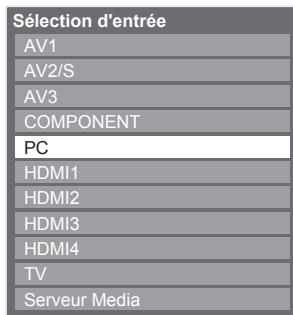 Sélection d'entrée
AV1
AV2/S
AV3
COMPONENT
PC
HDMI1
HDMI2
HDMI3
HDMI4
TV
Serveur Media